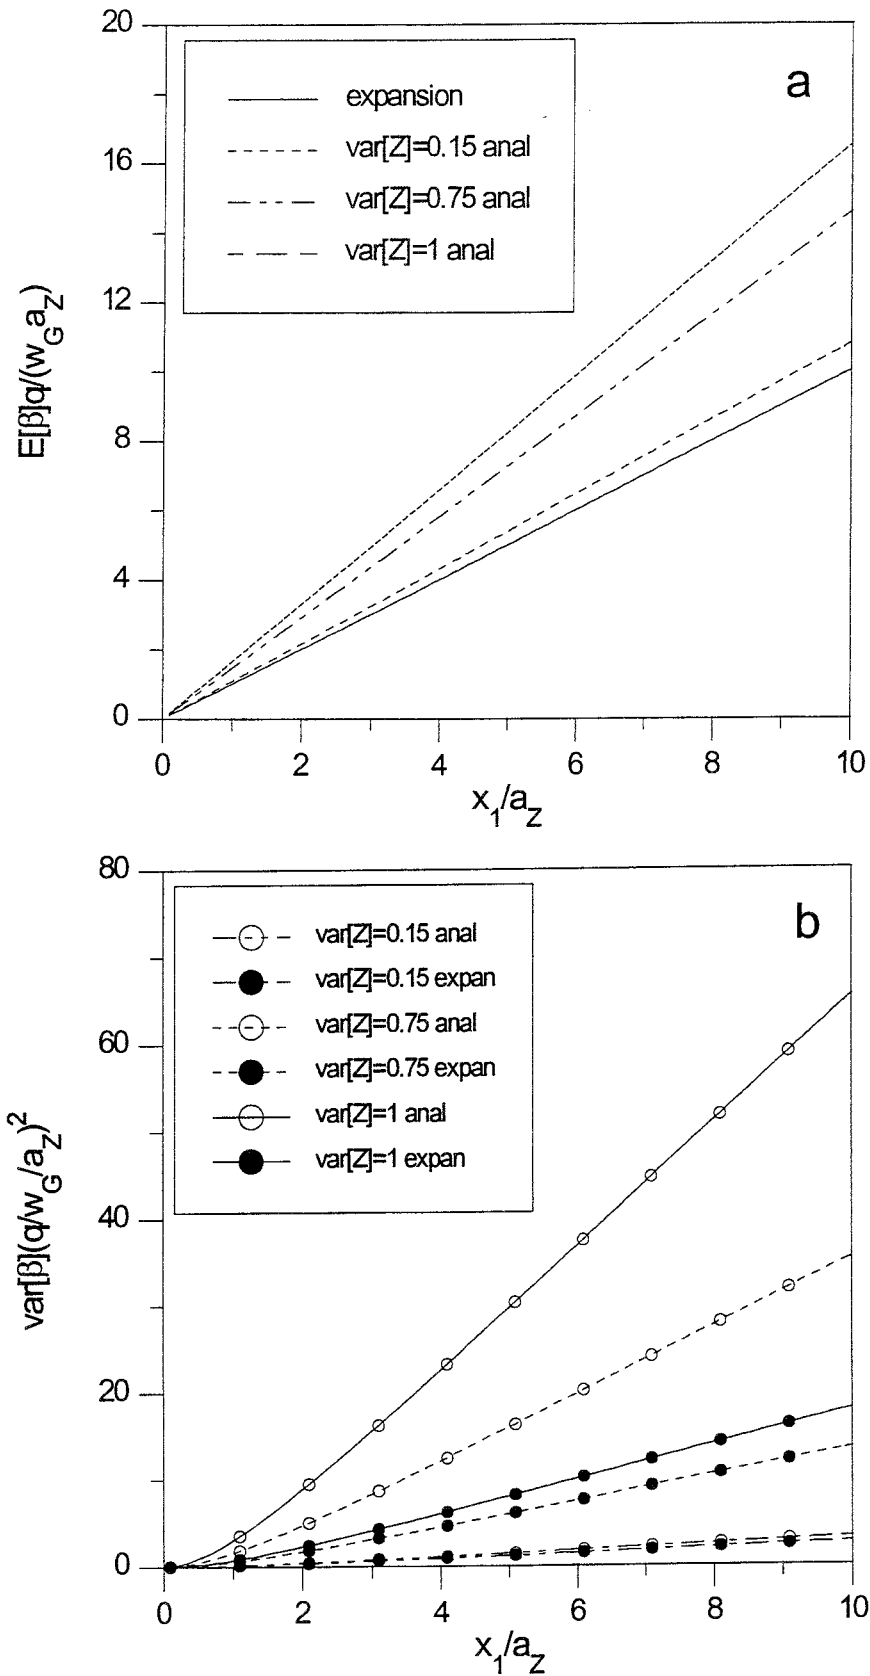 20
16
12
8
4
0
E[β]q/(w_G a_Z)
a
expansion
var[Z]=0.15 anal
var[Z]=0.75 anal
var[Z]=1 anal
0 2 4 6 8 10
x_1/a_Z
80
60
40
20
0
var[β](q/w_G/a_Z)^2
b
var[Z]=0.15 anal
var[Z]=0.15 expan
var[Z]=0.75 anal
var[Z]=0.75 expan
var[Z]=1 anal
var[Z]=1 expan
0 2 4 6 8 10
x_1/a_Z